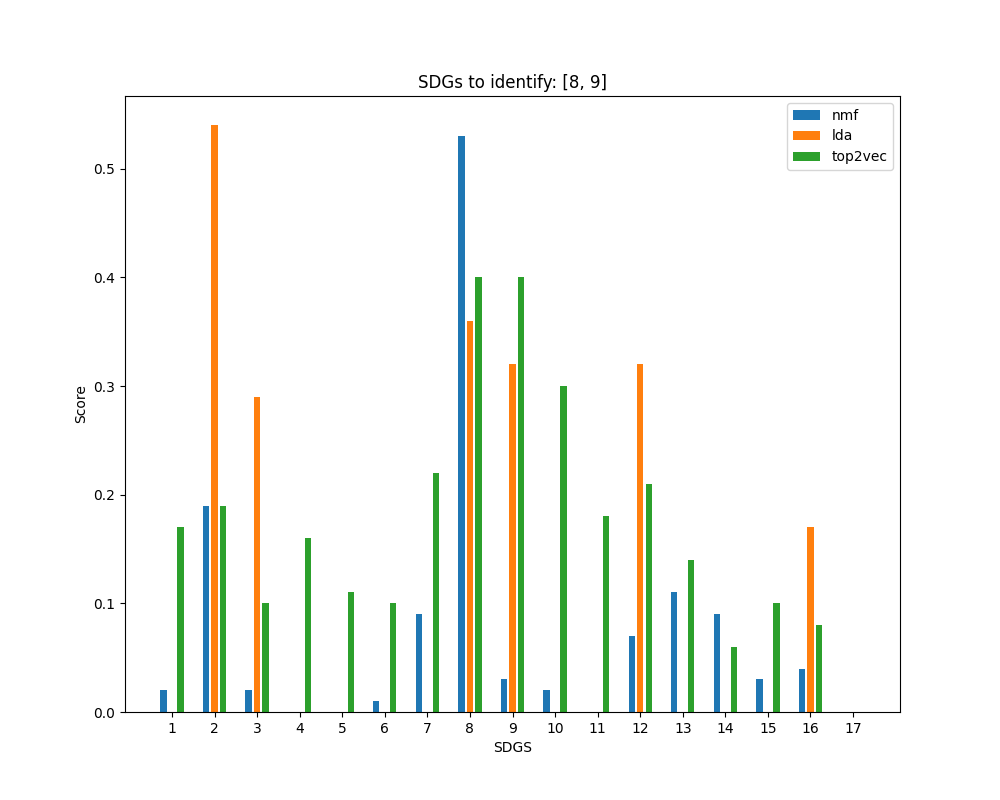 SDGs to identify: [8, 9]
nmf
lda
top2vec
Score
0.5
0.4
0.3
0.2
0.1
0.0
1 2 3 4 5 6 7 8 9 10 11 12 13 14 15 16 17
SDGS